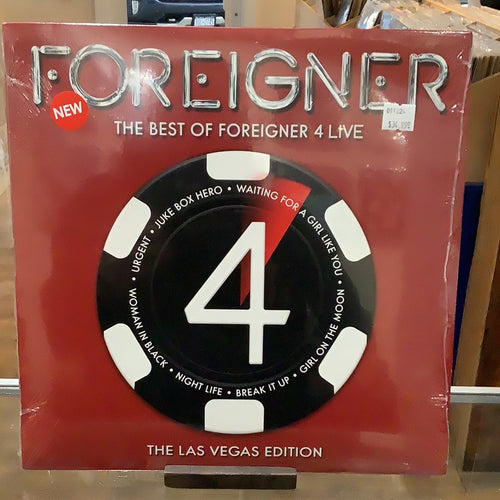 FOREIGNER
NEW
THE BEST OF FOREIGNER 4 LIVE
4
URGENT • JUKE BOX HERO • WAITING FOR A GIRL LIKE YOU •
WOMAN IN BLACK • NIGHT LIFE • BREAK IT UP • GIRL ON THE MOON •
THE LAS VEGAS EDITION